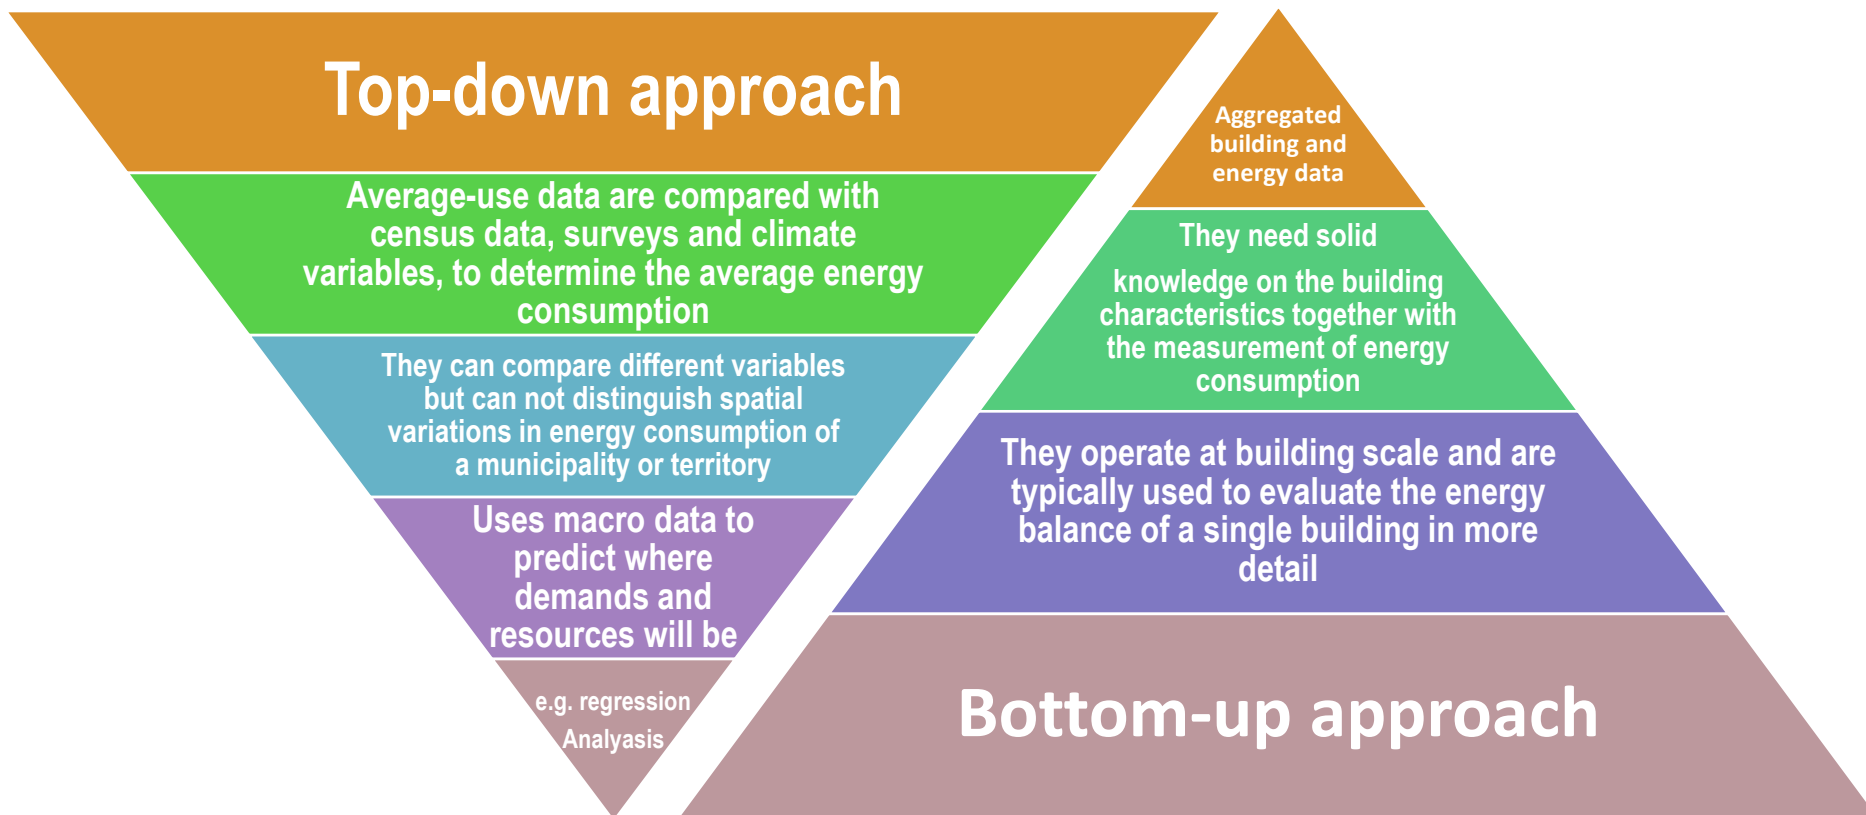 Top-down approach
Average-use data are compared with
census data, surveys and climate
variables, to determine the average energy
consumption
They can compare different variables
but can not distinguish spatial
variations in energy consumption of
a municipality or territory
Uses macro data to
predict where
demands and
resources will be
e.g. regression
Analyasis
Aggregated
building and
energy data
They need solid
knowledge on the building
characteristics together with
the measurement of energy
consumption
They operate at building scale and are
typically used to evaluate the energy
balance of a single building in more
detail
Bottom-up approach